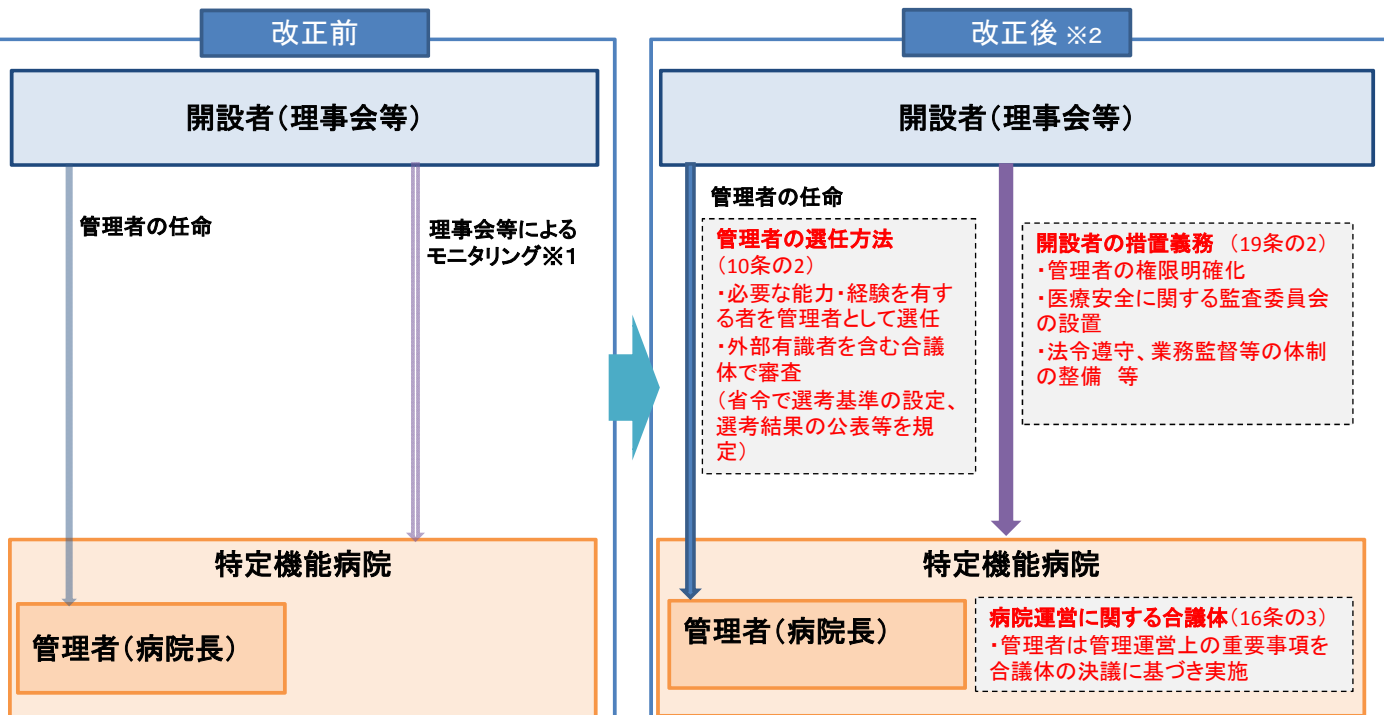 改正前
開設者（理事会等）
管理者の任命
理事会等による
モニタリング※1
特定機能病院
管理者（病院長）
改正後 ※2
開設者（理事会等）
管理者の任命
管理者の選任方法
（10条の2）
・必要な能力・経験を有す
る者を管理者として選任
・外部有識者を含む合議
体で審査
（省令で選考基準の設定、
選考結果の公表等を規
定）
開設者の措置義務 （19条の2）
・管理者の権限明確化
・医療安全に関する監査委員会
の設置
・法令遵守、業務監督等の体制
の整備　等
特定機能病院
管理者（病院長）
病院運営に関する合議体（16条の3）
・管理者は管理運営上の重要事項を
合議体の決議に基づき実施